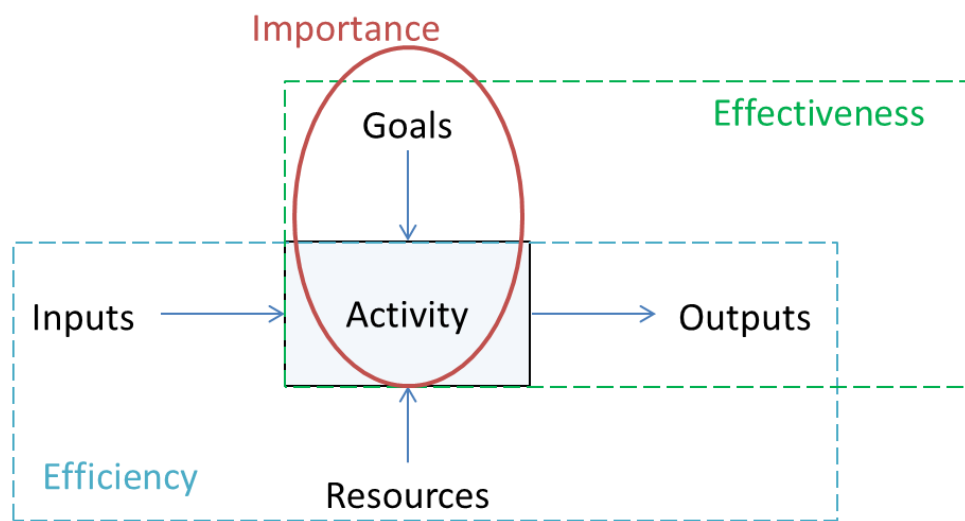 Importance
Goals
Effectiveness
Inputs
Activity
Outputs
Efficiency
Resources